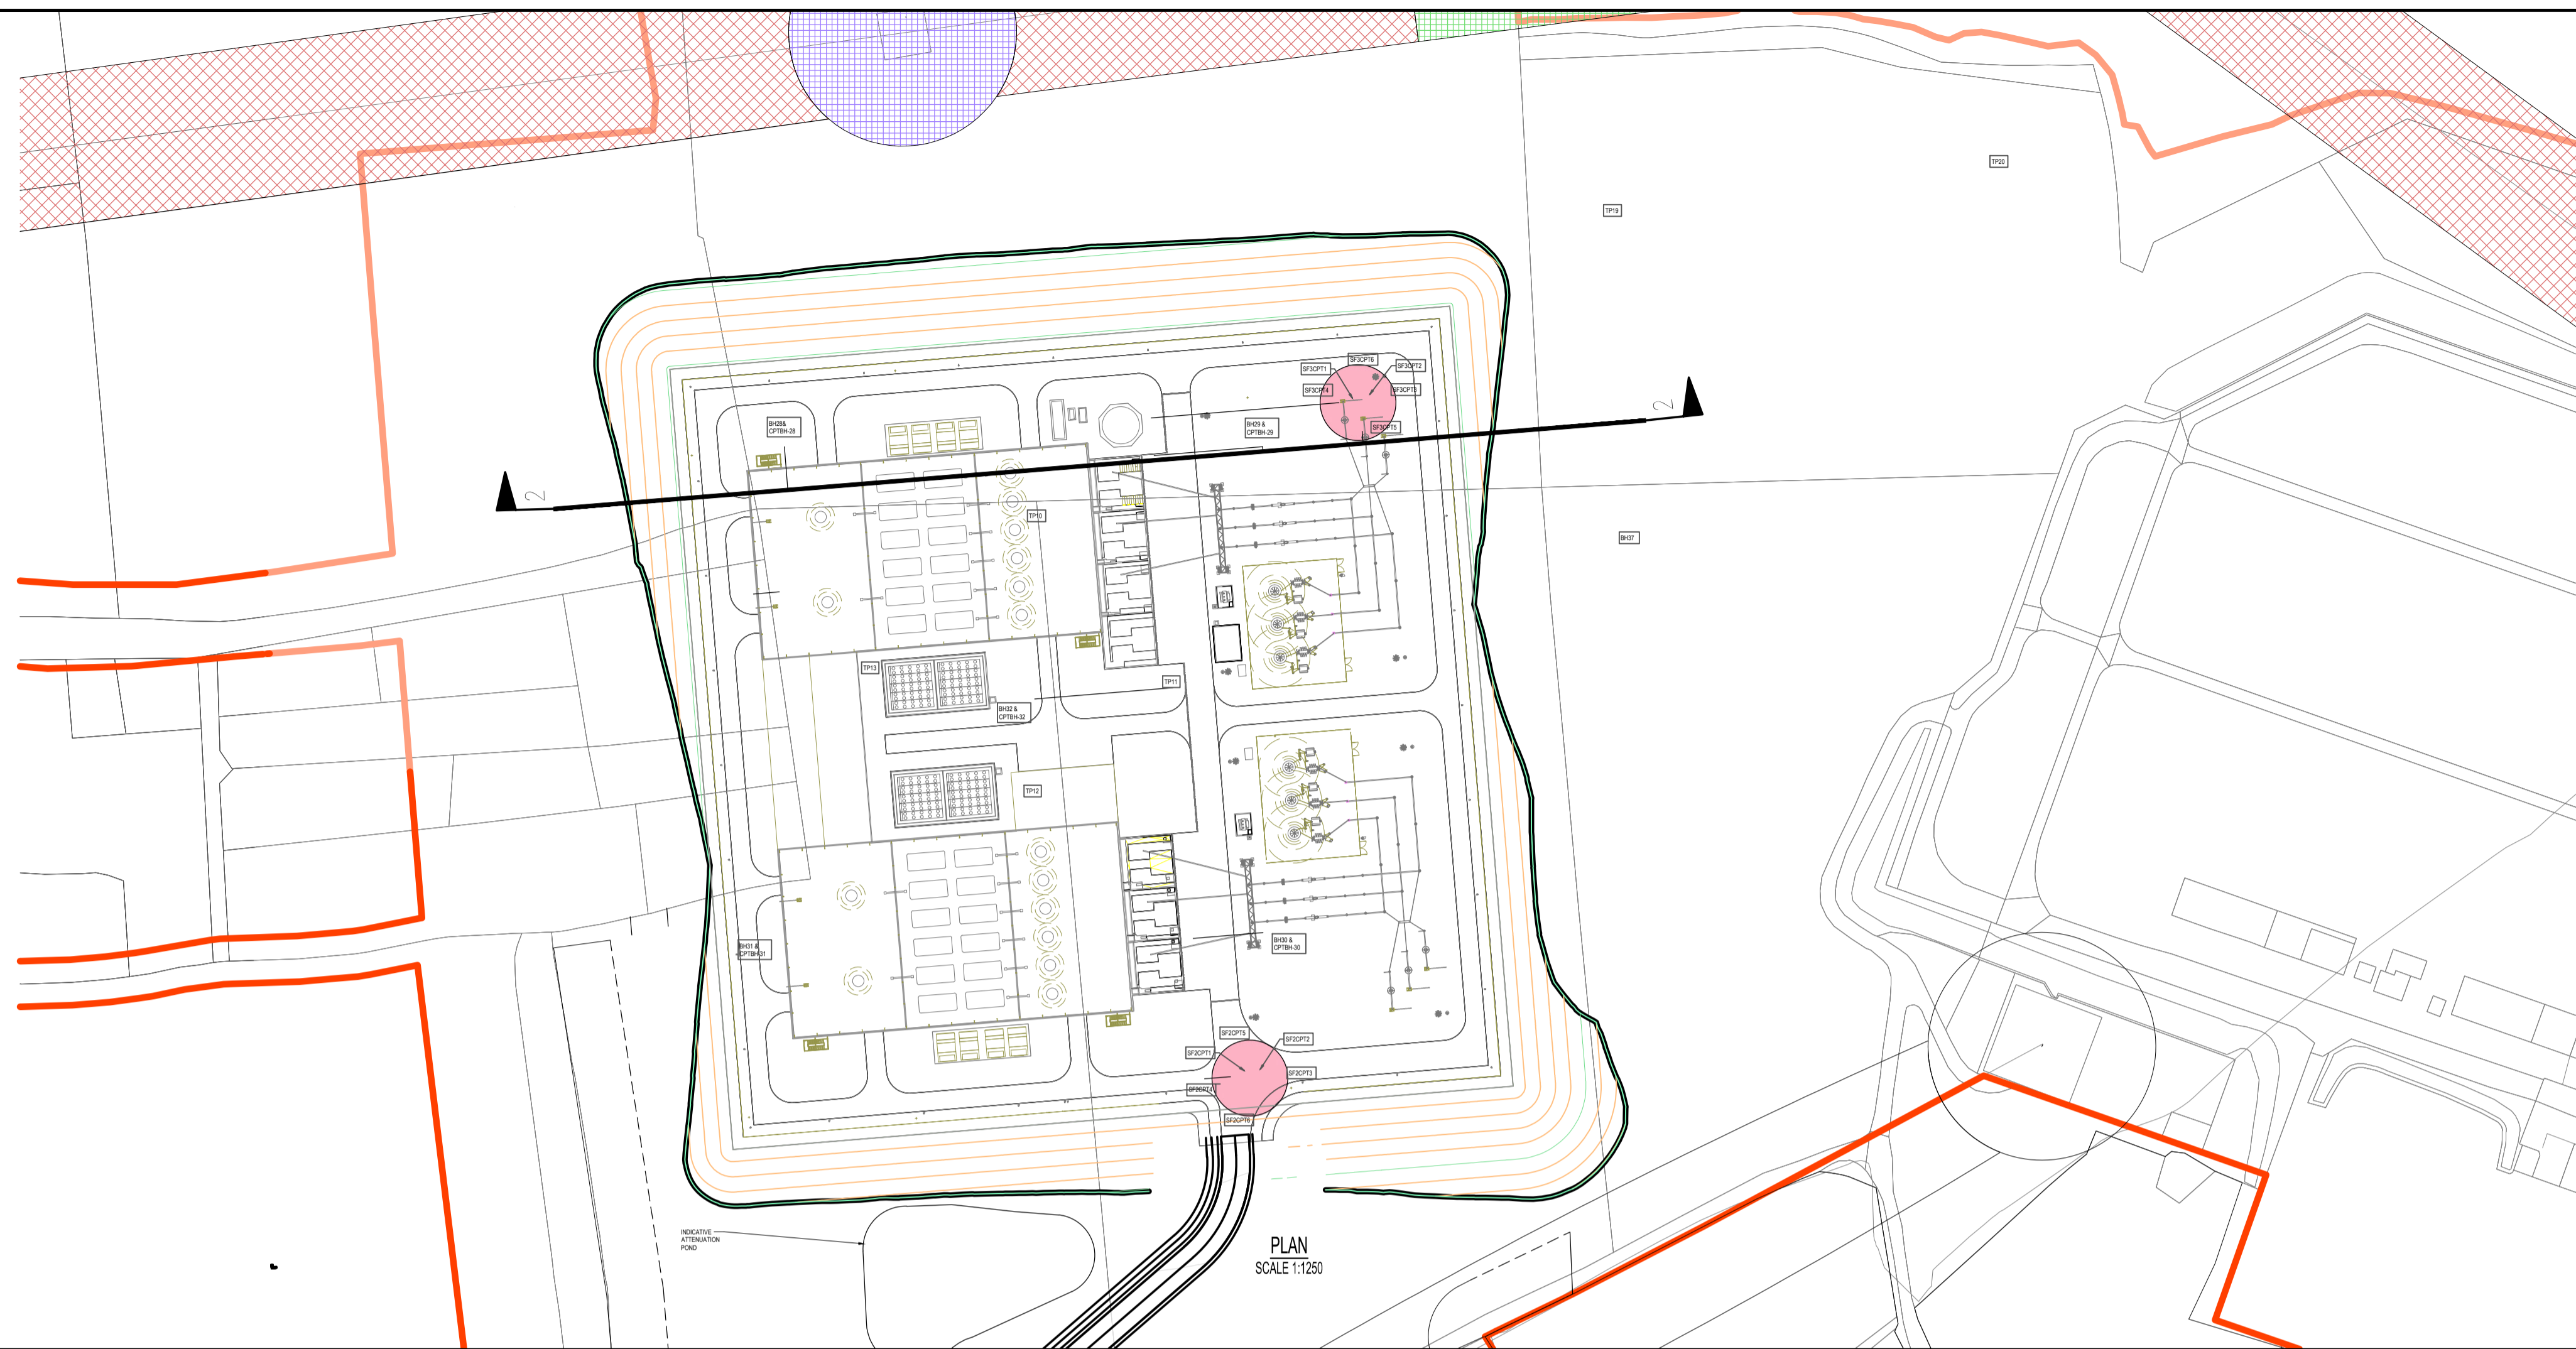 TP20
TP19
SF3CPT6
SF3CPT1
SF3CPT2
SF3CPT4
SF3CPT3
BH28&
CPTBH-28
BH29 &
CPTBH-29
SF3CPT5
2
2
TP10
BH37
TP13
TP11
BH32 &
CPTBH-32
TP12
BH31 &
CPTBH-31
BH30 &
CPTBH-30
SF2CPT5
SF2CPT2
SF2CPT1
SF2CPT3
SF2CPT4
SF2CPT6
INDICATIVE
ATTENUATION
POND
PLAN
SCALE 1:1250